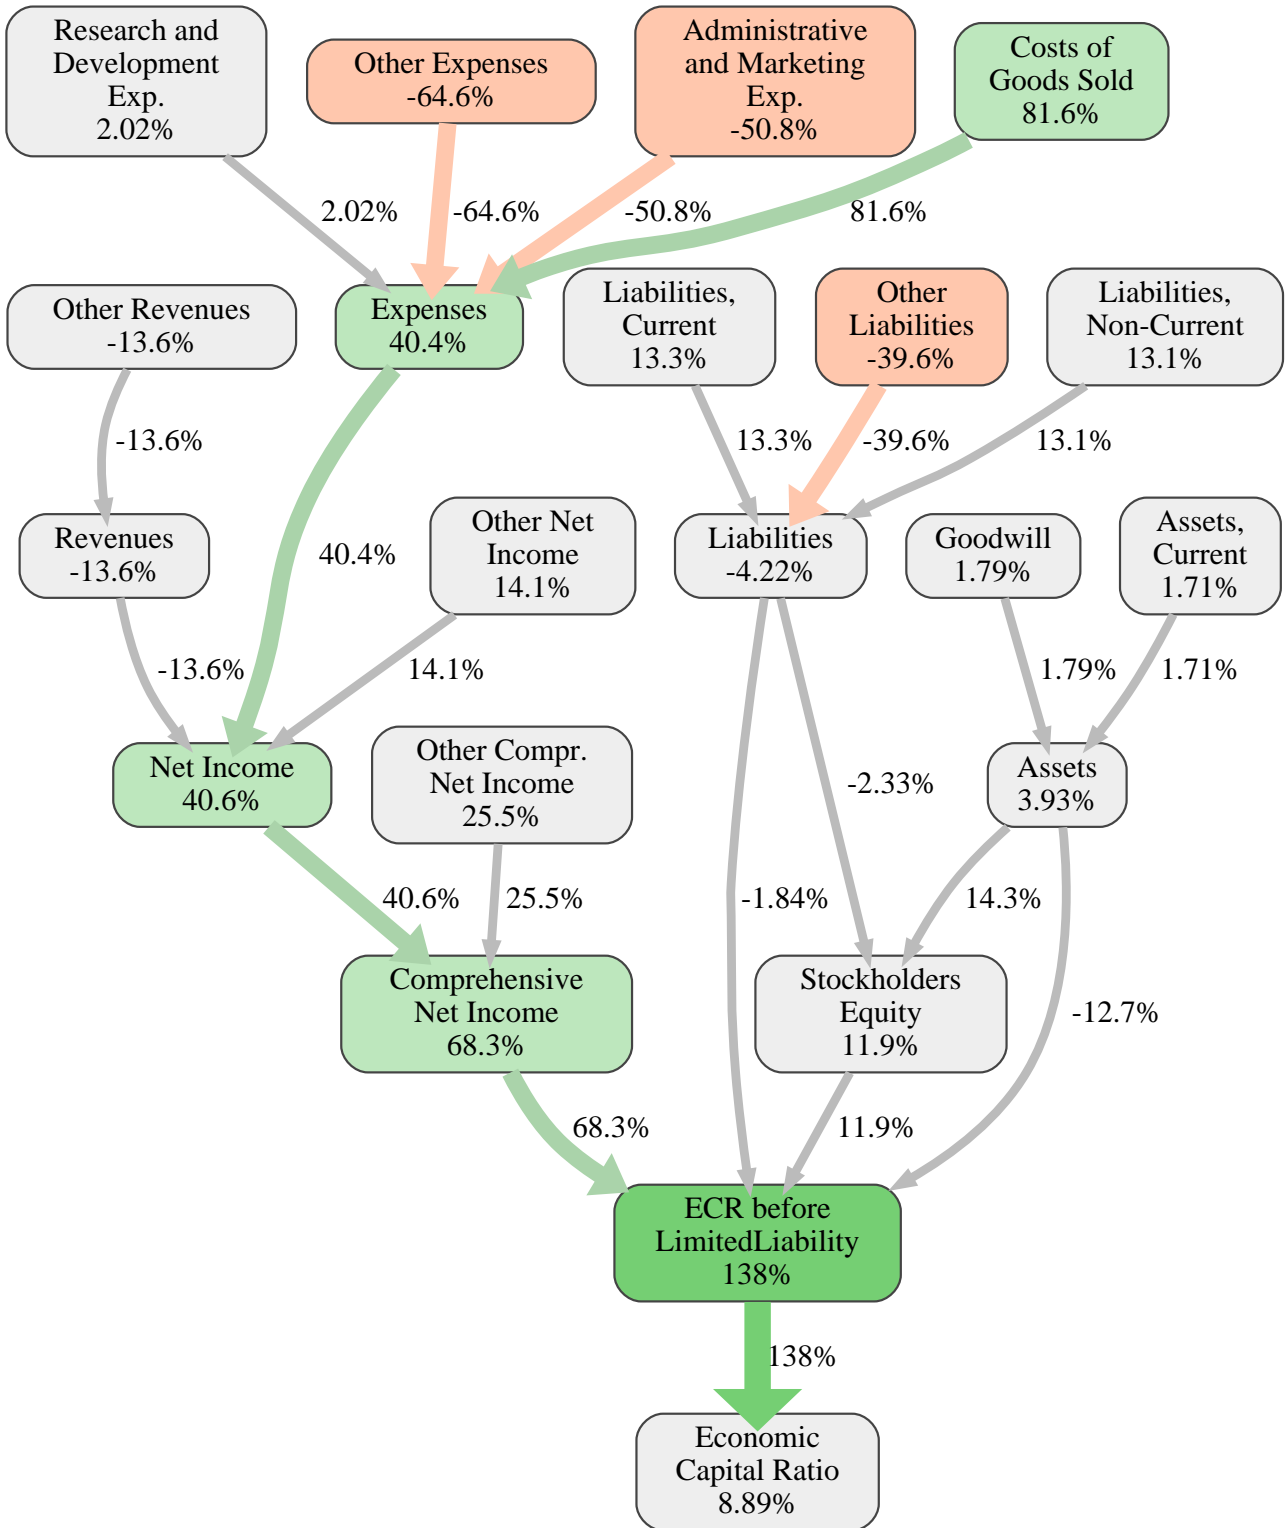 Research and
Development
Exp.
2.02%
Other Expenses
-64.6%
Administrative
and Marketing
Exp.
-50.8%
Costs of
Goods Sold
81.6%
2.02%
-64.6%
-50.8%
81.6%
Other Revenues
-13.6%
Expenses
40.4%
Liabilities,
Current
13.3%
Other
Liabilities
-39.6%
Liabilities,
Non-Current
13.1%
-13.6%
13.3%
-39.6%
13.1%
Revenues
-13.6%
40.4%
Other Net
Income
14.1%
Liabilities
-4.22%
Goodwill
1.79%
Assets,
Current
1.71%
-13.6%
14.1%
1.79%
1.71%
Net Income
40.6%
Other Compr.
Net Income
25.5%
-2.33%
Assets
3.93%
40.6%
25.5%
-1.84%
14.3%
Comprehensive
Net Income
68.3%
Stockholders
Equity
11.9%
-12.7%
68.3%
11.9%
ECR before
LimitedLiability
138%
138%
Economic
Capital Ratio
8.89%